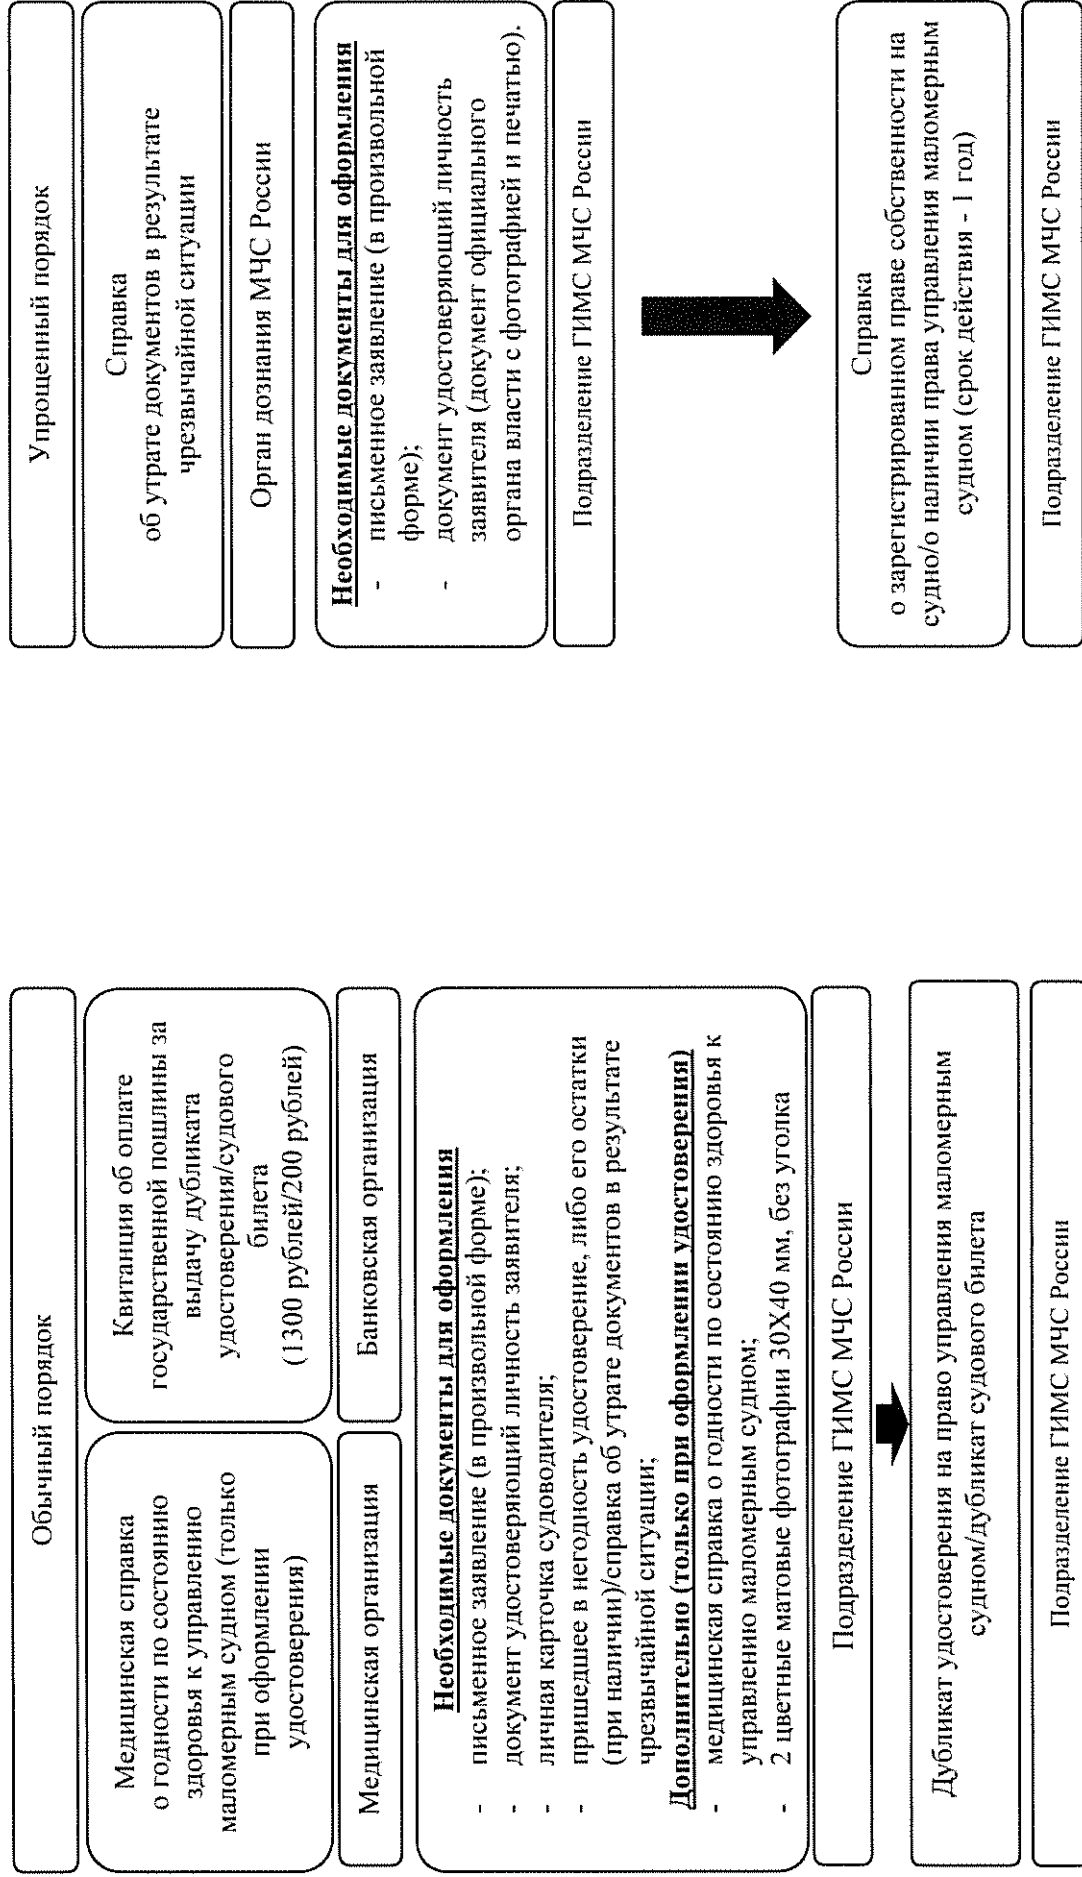 Обычный порядок
Медицинская справка
о годности по состоянию
здоровья к управлению
маломерным судном (только
при оформлении
удостоверения)
Медицинская организация
Квитанция об оплате
государственной пошлины за
выдачу дубликата
удостоверения/судового
билета
(1300 рублей/200 рублей)
Банковская организация
Необходимые документы для оформления
- письменное заявление (в произвольной форме);
- документ удостоверяющий личность заявителя;
- личная карточка судоводителя;
- пришедшее в негодность удостоверение, либо его остатки
(при наличии)/справка об утрате документов в результате
чрезвычайной ситуации;
Дополнительно (только при оформлении удостоверения)
- медицинская справка о годности по состоянию здоровья к
управлению маломерным судном;
- 2 цветные матовые фотографии 30Х40 мм, без уголка
Подразделение ГИМС МЧС России
Дубликат удостоверения на право управления маломерным
судном/дубликат судового билета
Подразделение ГИМС МЧС России
Упрощенный порядок
Справка
об утрате документов в результате
чрезвычайной ситуации
Орган дознания МЧС России
Необходимые документы для оформления
- письменное заявление (в произвольной
форме);
- документ удостоверяющий личность
заявителя (документ официального
органа власти с фотографией и печатью).
Подразделение ГИМС МЧС России
Справка
о зарегистрированном праве собственности на
судно/о наличии права управления маломерным
судном (срок действия - 1 год)
Подразделение ГИМС МЧС России